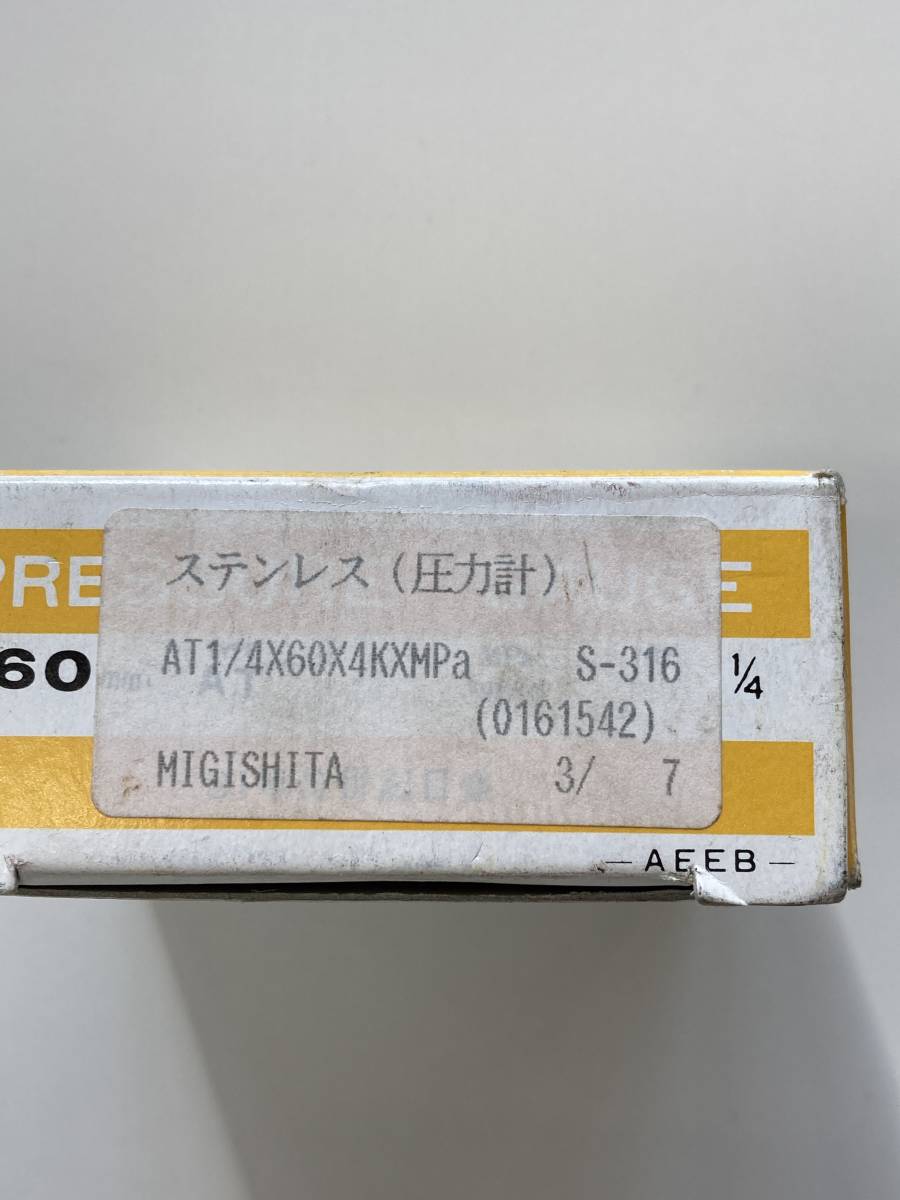 ステンレス(圧力計)
AT1/4X60X4KXMPa S-316
(0161542)
MIGISHITA 3/ 7
60
1/4
—AEEB—